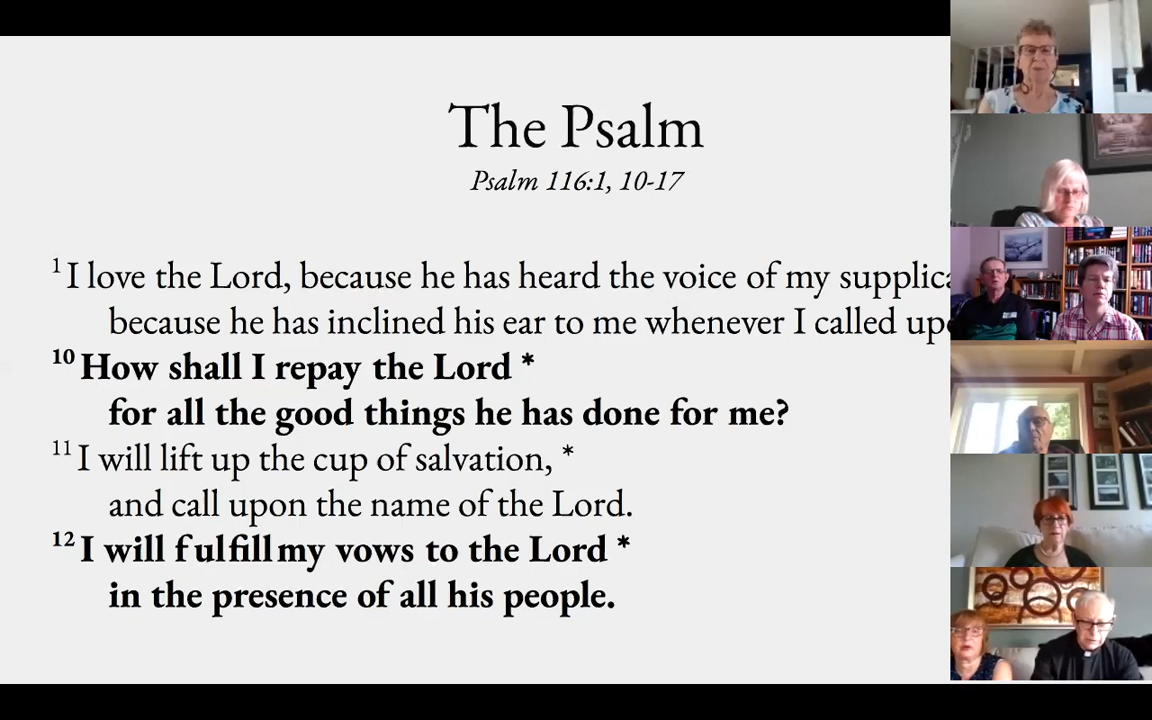 The Psalm
Psalm 116:1, 10-17
1 I love the Lord, because he has heard the voice of my
because he has inclined his ear to me whenever I called
10 How shall I repay the Lord *
for all the good things he has done for me?
11 I will lift up the cup of salvation, *
and call upon the name of the Lord.
12 I will fulfill my vows to the Lord *
in the presence of all his people.